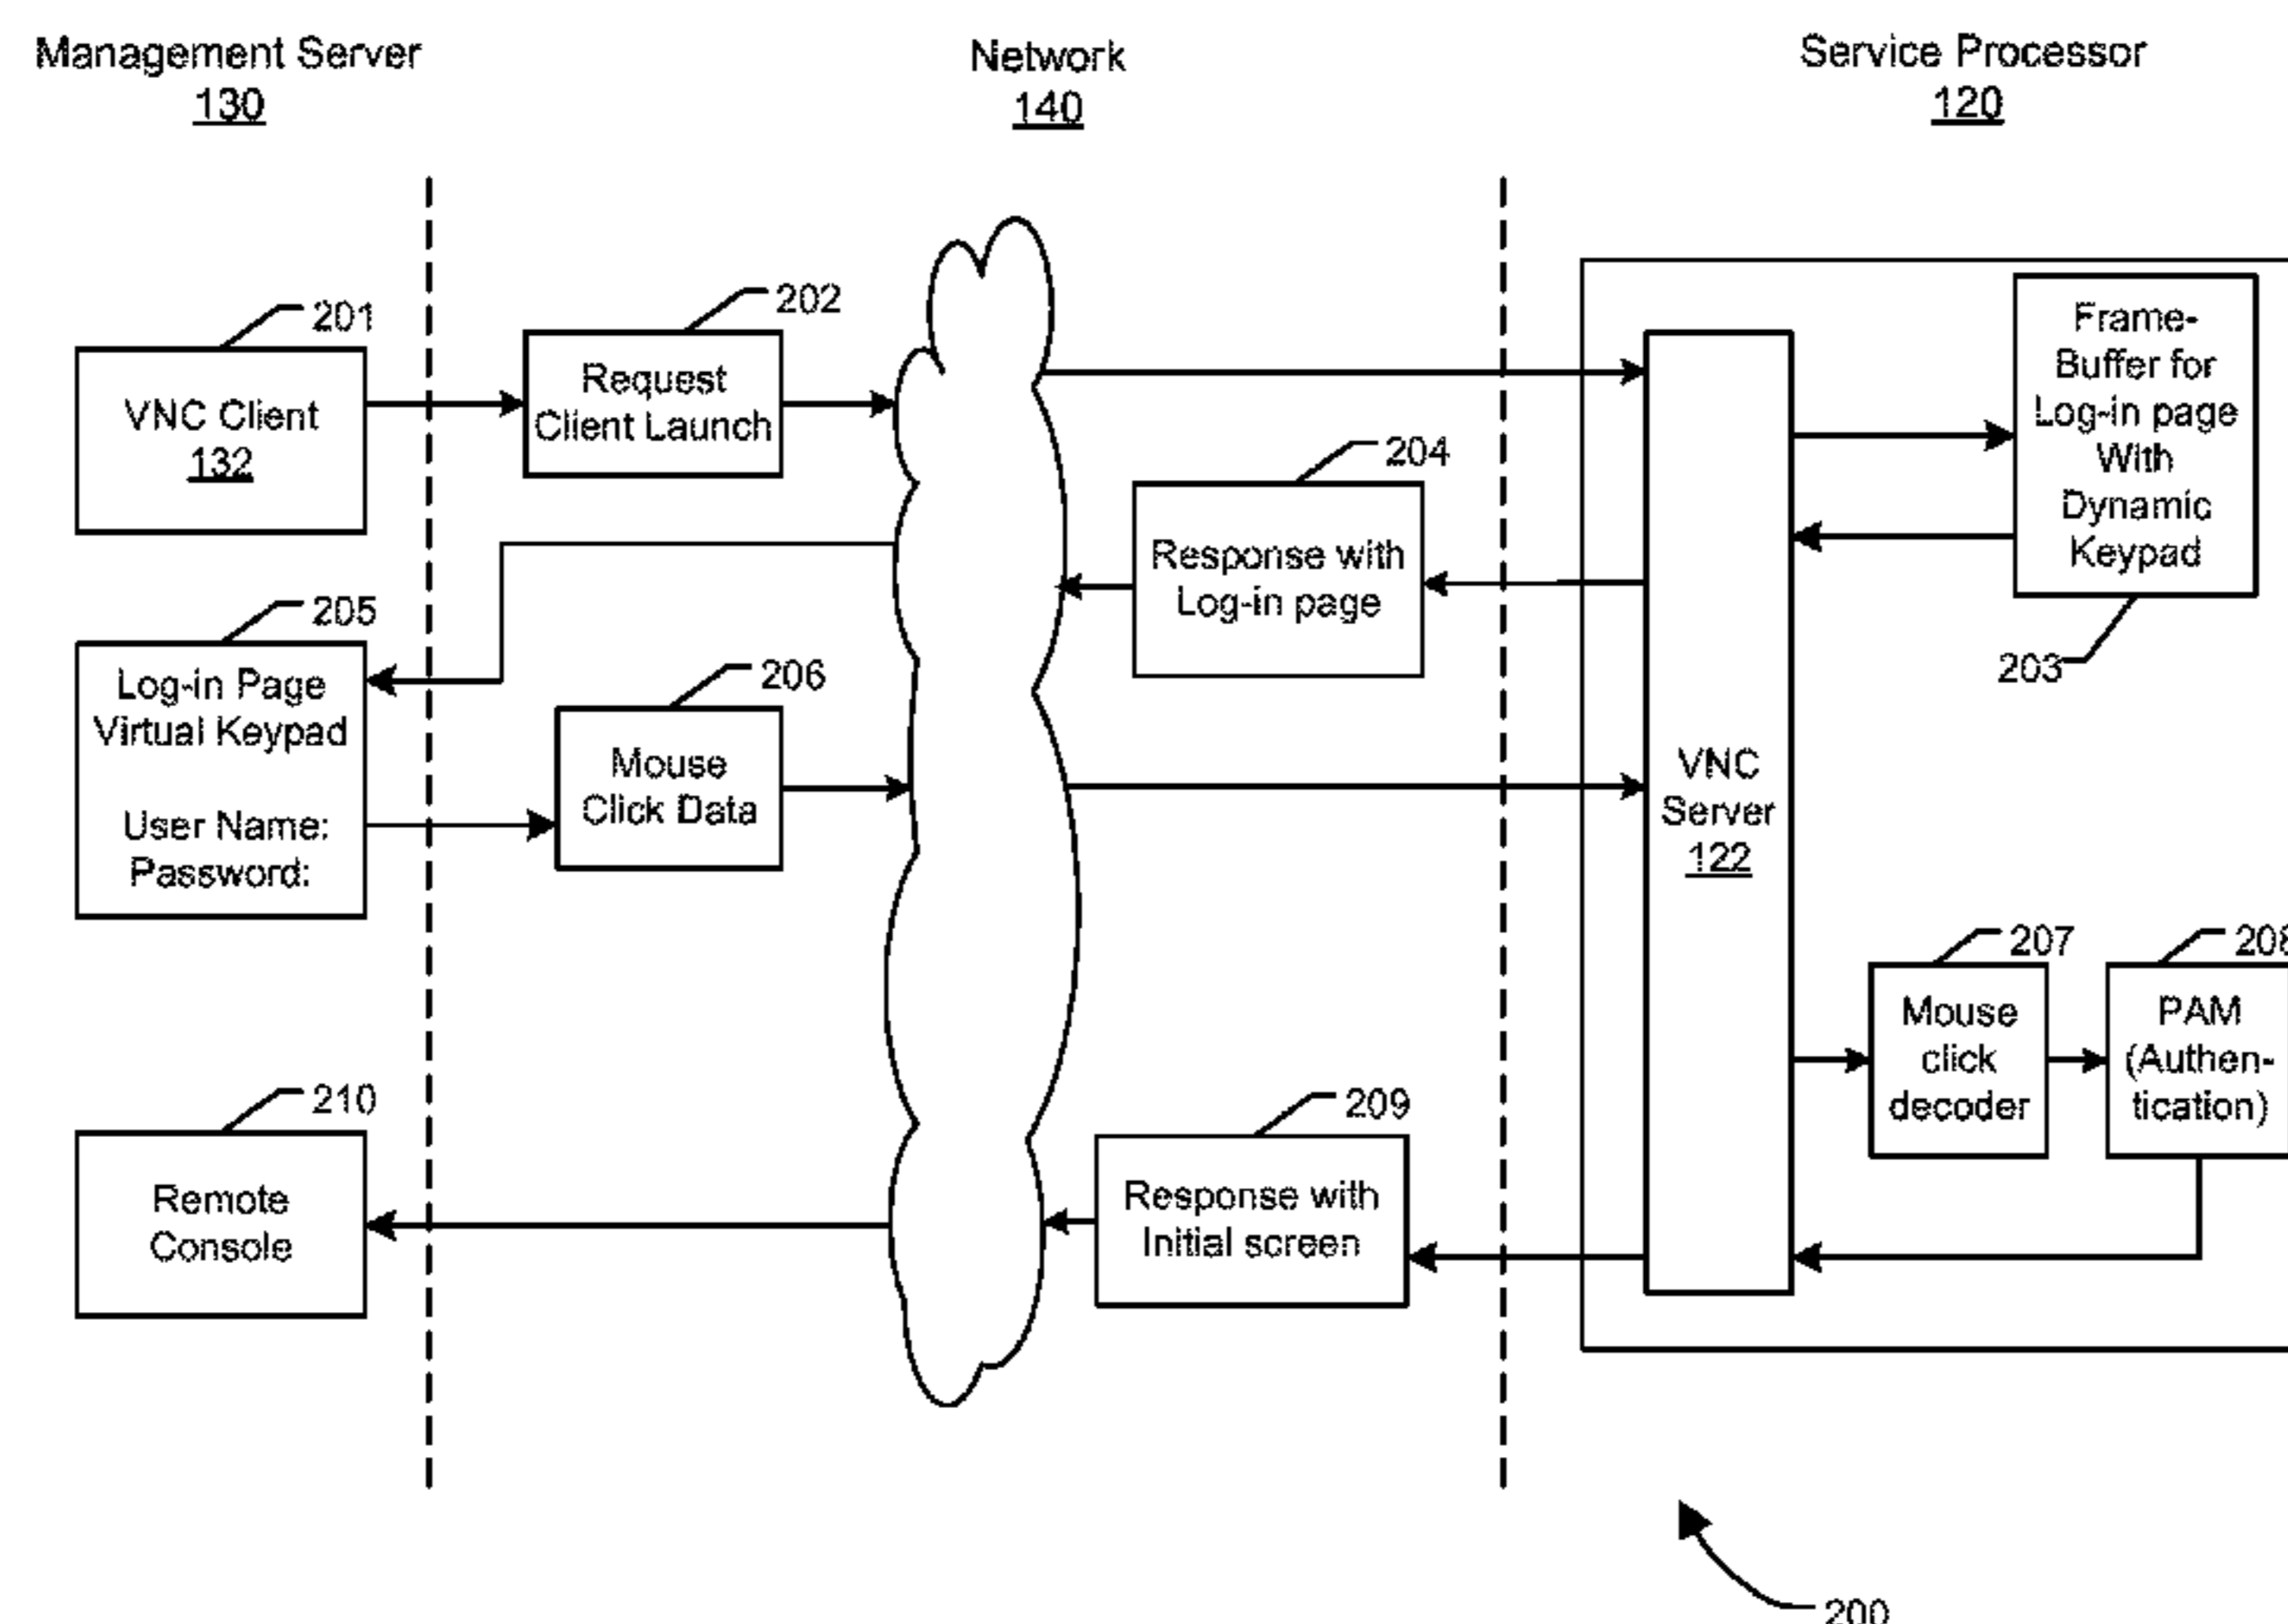 Management Server
130
Network
140
Service Processor
120
201
VNC Client
132
202
Request
Client Launch
204
Response with
Log-in page
Frame-
Buffer for
Log-in page
With
Dynamic
Keypad
203
205
Log-in Page
Virtual Keypad
User Name:
Password:
206
Mouse
Click Data
VNC
Server
122
207
Mouse
click
decoder
208
PAM
(Authen-
tication)
209
Response with
Initial screen
210
Remote
Console
200